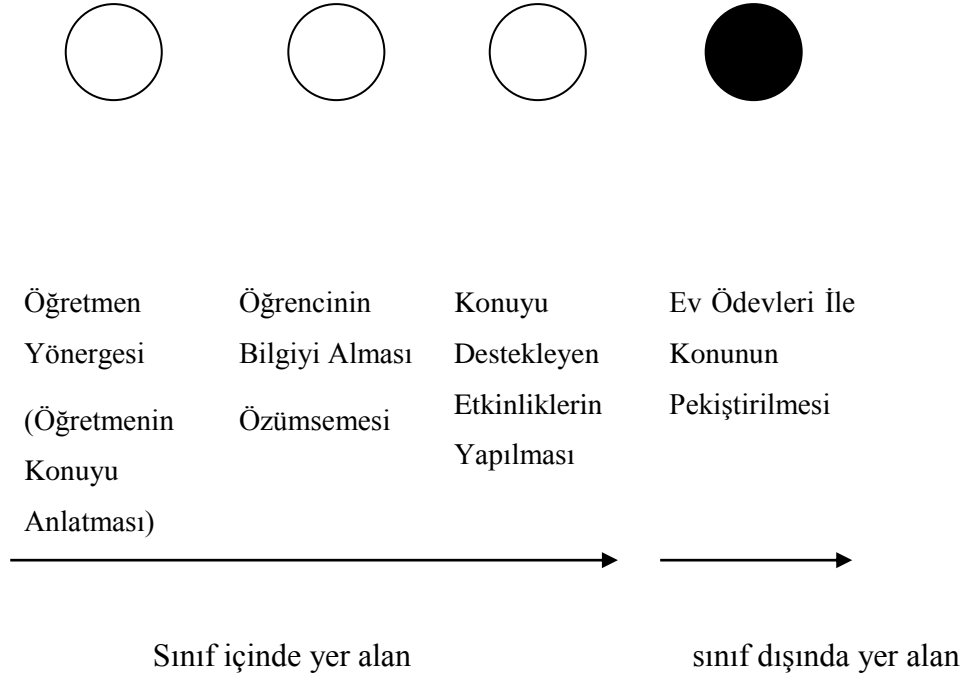 Öğretmen
Yönergesi
(Öğretmenin
Konuyu
Anlatması)
Öğrencinin
Bilgiyi Alması
Özümsemesi
Konuyu
Destekleyen
Etkinliklerin
Yapılması
Ev Ödevleri İle
Konunun
Pekiştirilmesi
Sınıf içinde yer alan
sınıf dışında yer alan